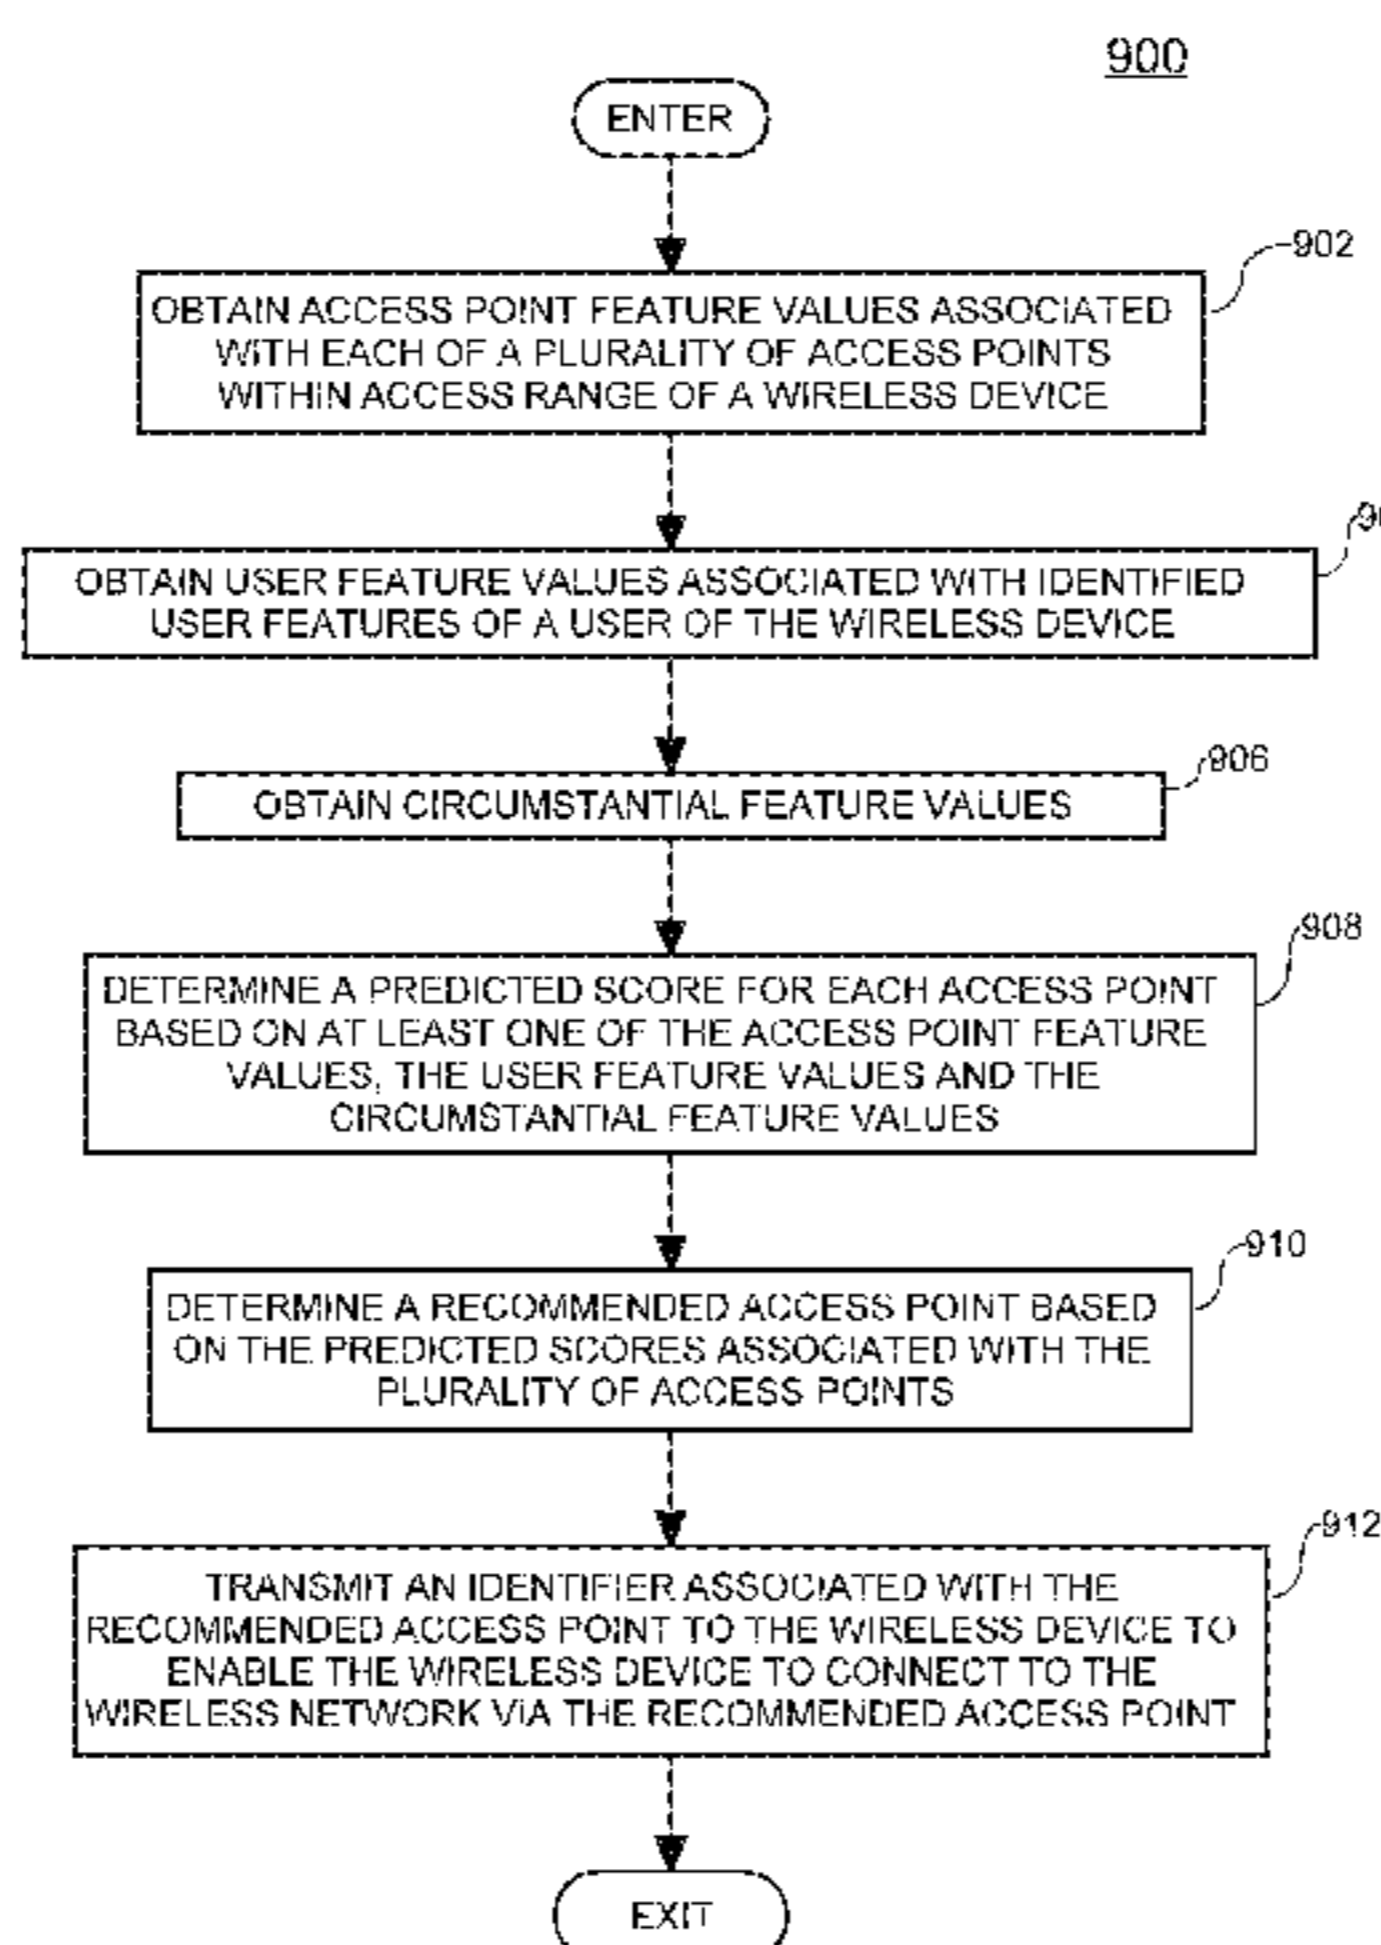 900
ENTER
902
OBTAIN ACCESS POINT FEATURE VALUES ASSOCIATED
WITH EACH OF A PLURALITY OF ACCESS POINTS
WITHIN ACCESS RANGE OF A WIRELESS DEVICE
OBTAIN USER FEATURE VALUES ASSOCIATED WITH IDENTIFIED
USER FEATURES OF A USER OF THE WIRELESS DEVICE
906
OBTAIN CIRCUMSTANTIAL FEATURE VALUES
908
DETERMINE A PREDICTED SCORE FOR EACH ACCESS POINT
BASED ON AT LEAST ONE OF THE ACCESS POINT FEATURE
VALUES, THE USER FEATURE VALUES AND THE
CIRCUMSTANTIAL FEATURE VALUES
910
DETERMINE A RECOMMENDED ACCESS POINT BASED
ON THE PREDICTED SCORES ASSOCIATED WITH THE
PLURALITY OF ACCESS POINTS
912
TRANSMIT AN IDENTIFIER ASSOCIATED WITH THE
RECOMMENDED ACCESS POINT TO THE WIRELESS DEVICE TO
ENABLE THE WIRELESS DEVICE TO CONNECT TO THE
WIRELESS NETWORK VIA THE RECOMMENDED ACCESS POINT
EXIT